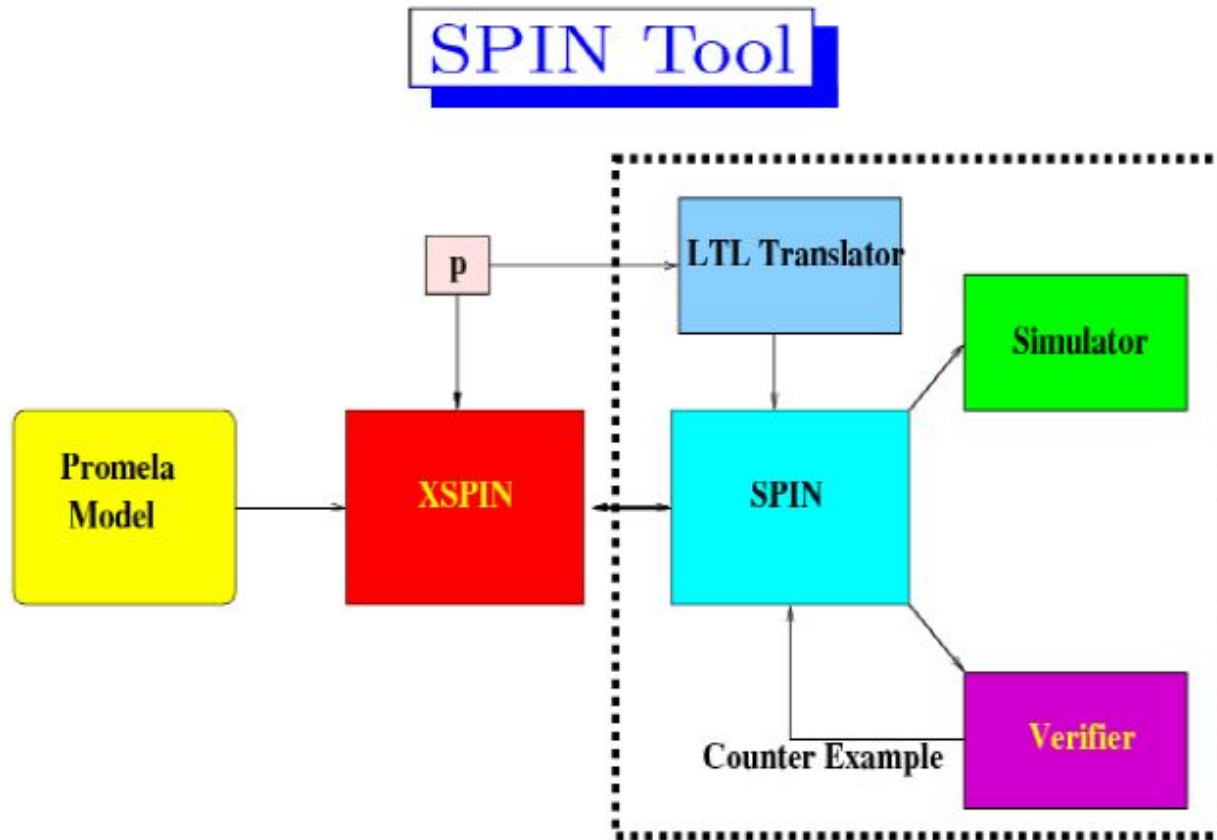 SPIN Tool
p
LTL Translator
Simulator
Promela
Model
XSPIN
SPIN
Counter Example
Verifier